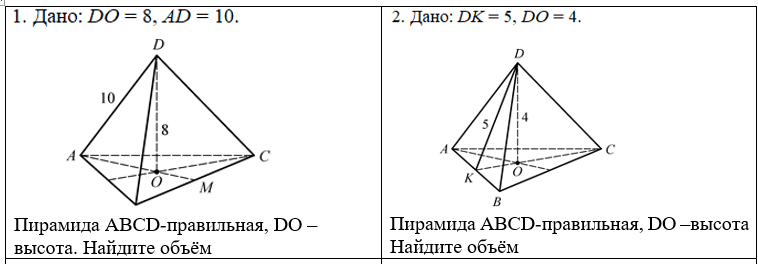 1. Дано: DO = 8, AD = 10.
D
10
8
A
C
O
M
Пирамида ABCD-правильная, DO –
высота. Найдите объём
2. Дано: DK = 5, DO = 4.
D
5
4
A
C
K
O
B
Пирамида ABCD-правильная, DO –высота
Найдите объём